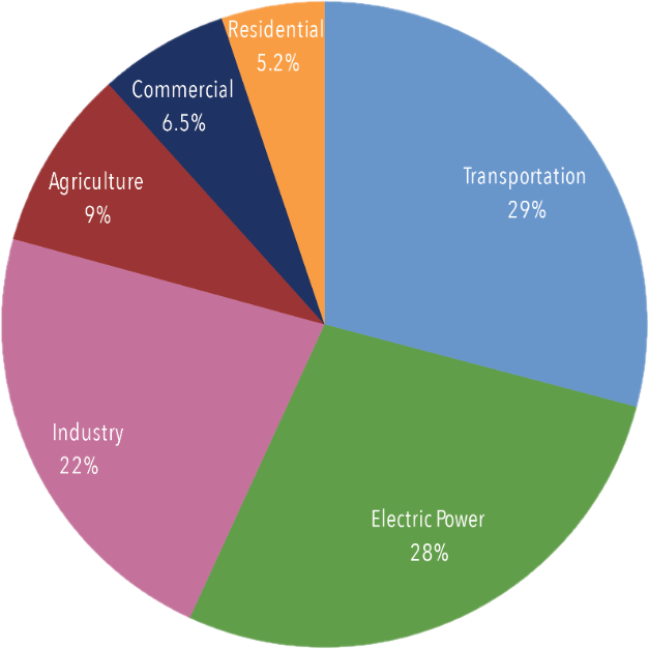 Residential
5.2%
Commercial
6.5%
Transportation
29%
Agriculture
9%
Industry
22%
Electric Power
28%